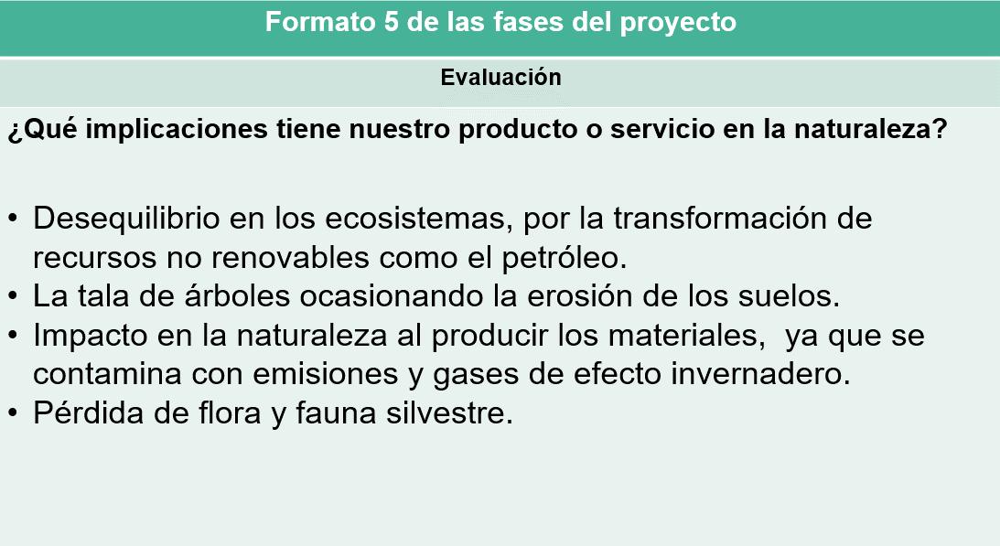 Formato 5 de las fases del proyecto
Evaluación
¿Qué implicaciones tiene nuestro producto o servicio en la naturaleza?
• Desequilibrio en los ecosistemas, por la transformación de
recursos no renovables como el petróleo.
• La tala de árboles ocasionando la erosión de los suelos.
• Impacto en la naturaleza al producir los materiales,  ya que se
contamina con emisiones y gases de efecto invernadero.
• Pérdida de flora y fauna silvestre.